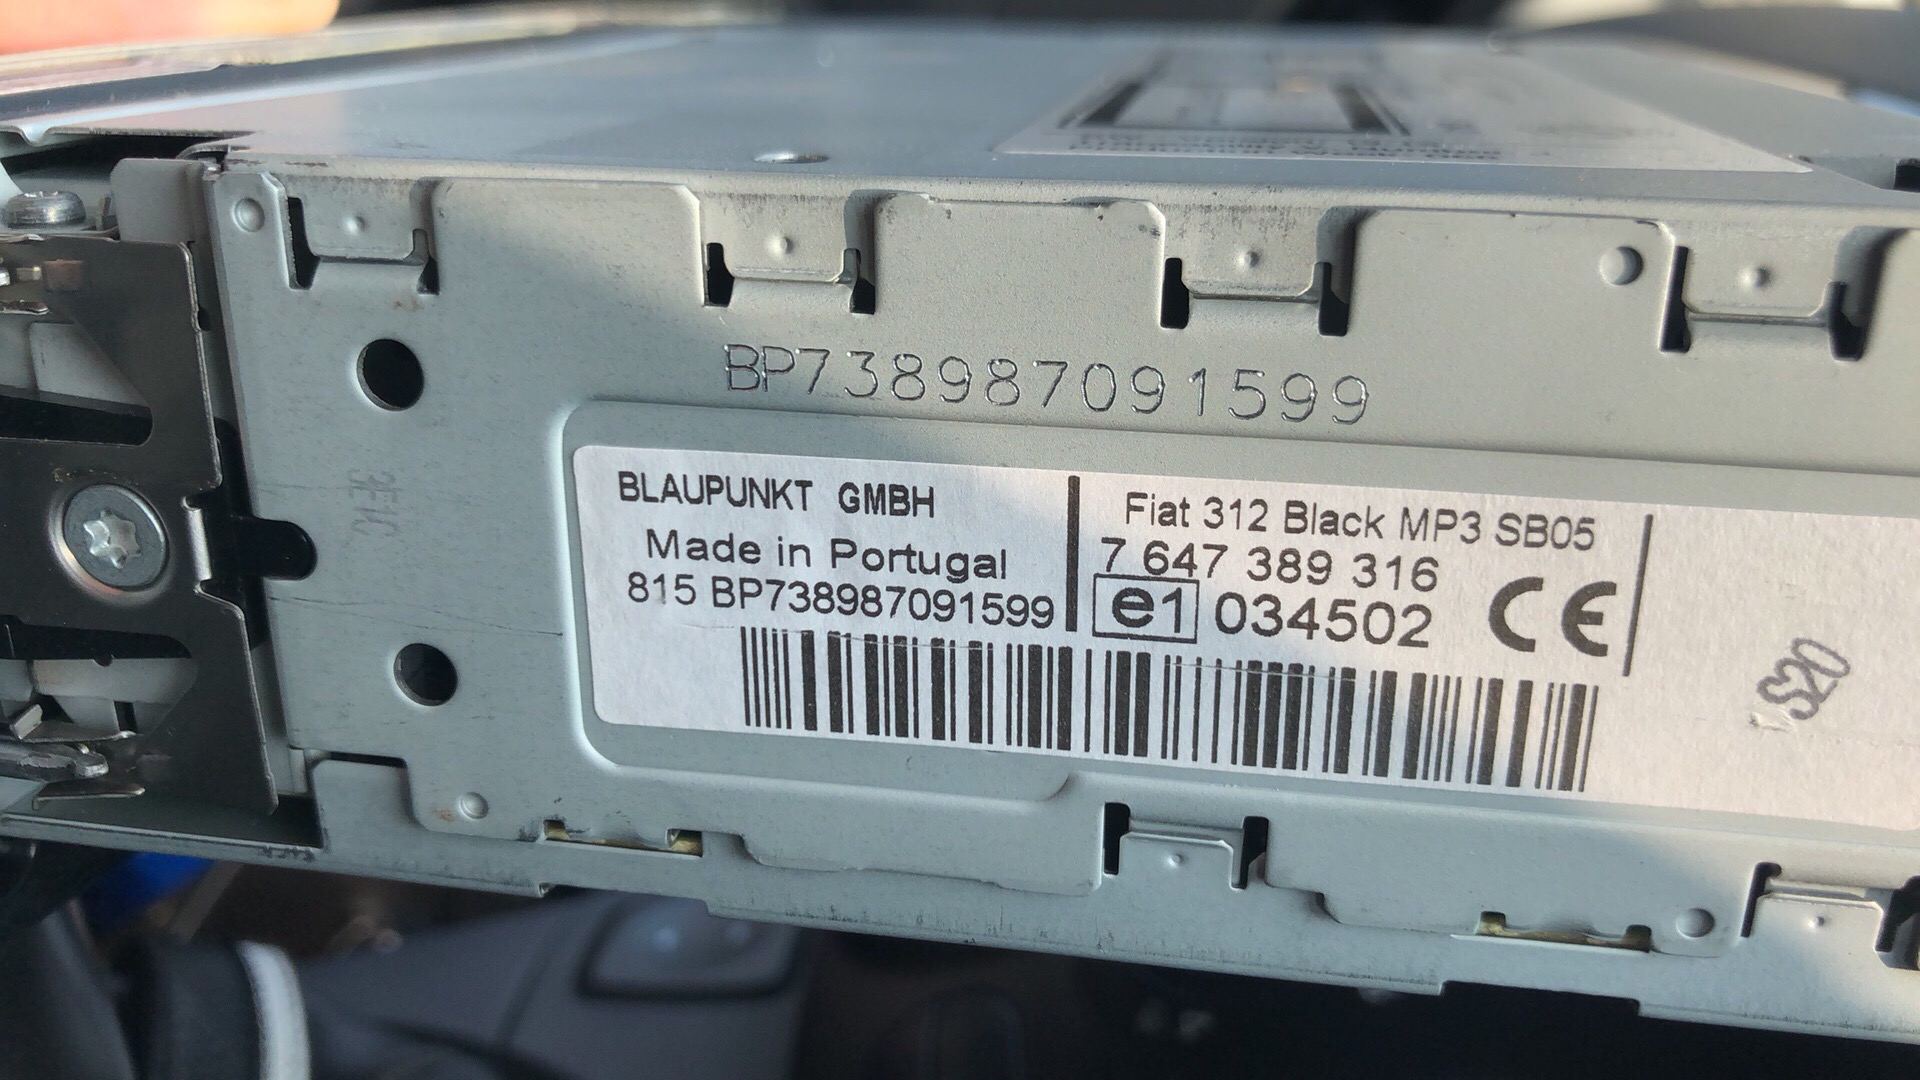 BP738987091599
BLAUPUNKT GMBH
Made in Portugal
815 BP738987091599
Fiat 312 Black MP3 SB05
7 647 389 316
e1 034502 CE
S20